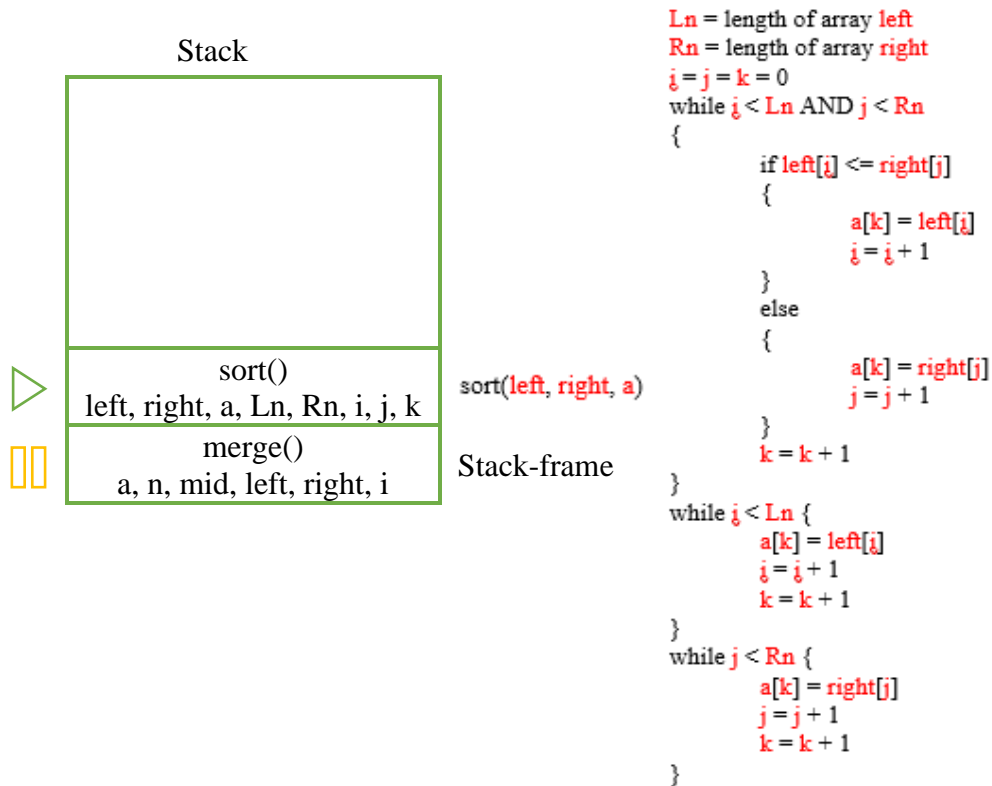 Stack
sort()
left, right, a, Ln, Rn, i, j, k
merge()
a, n, mid, left, right, i
sort(left, right, a)
Stack-frame
Ln = length of array left
Rn = length of array right
i = j = k = 0
while i < Ln AND j < Rn
{
if left[i] <= right[j]
{
a[k] = left[i]
i = i + 1
}
else
{
a[k] = right[j]
j = j + 1
}
k = k + 1
}
while i < Ln {
a[k] = left[i]
i = i + 1
k = k + 1
}
while j < Rn {
a[k] = right[j]
j = j + 1
k = k + 1
}